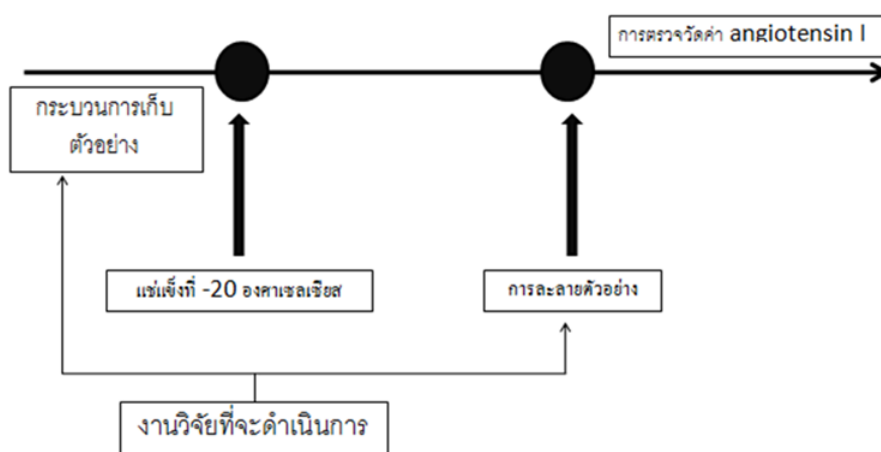 การตรวจวัดค่า angiotensin I
กระบวนการเก็บ
ตัวอย่าง
แช่แข็งที่ -20 องศาเซลเซียส
การละลายตัวอย่าง
งานวิจัยที่จะดำเนินการ